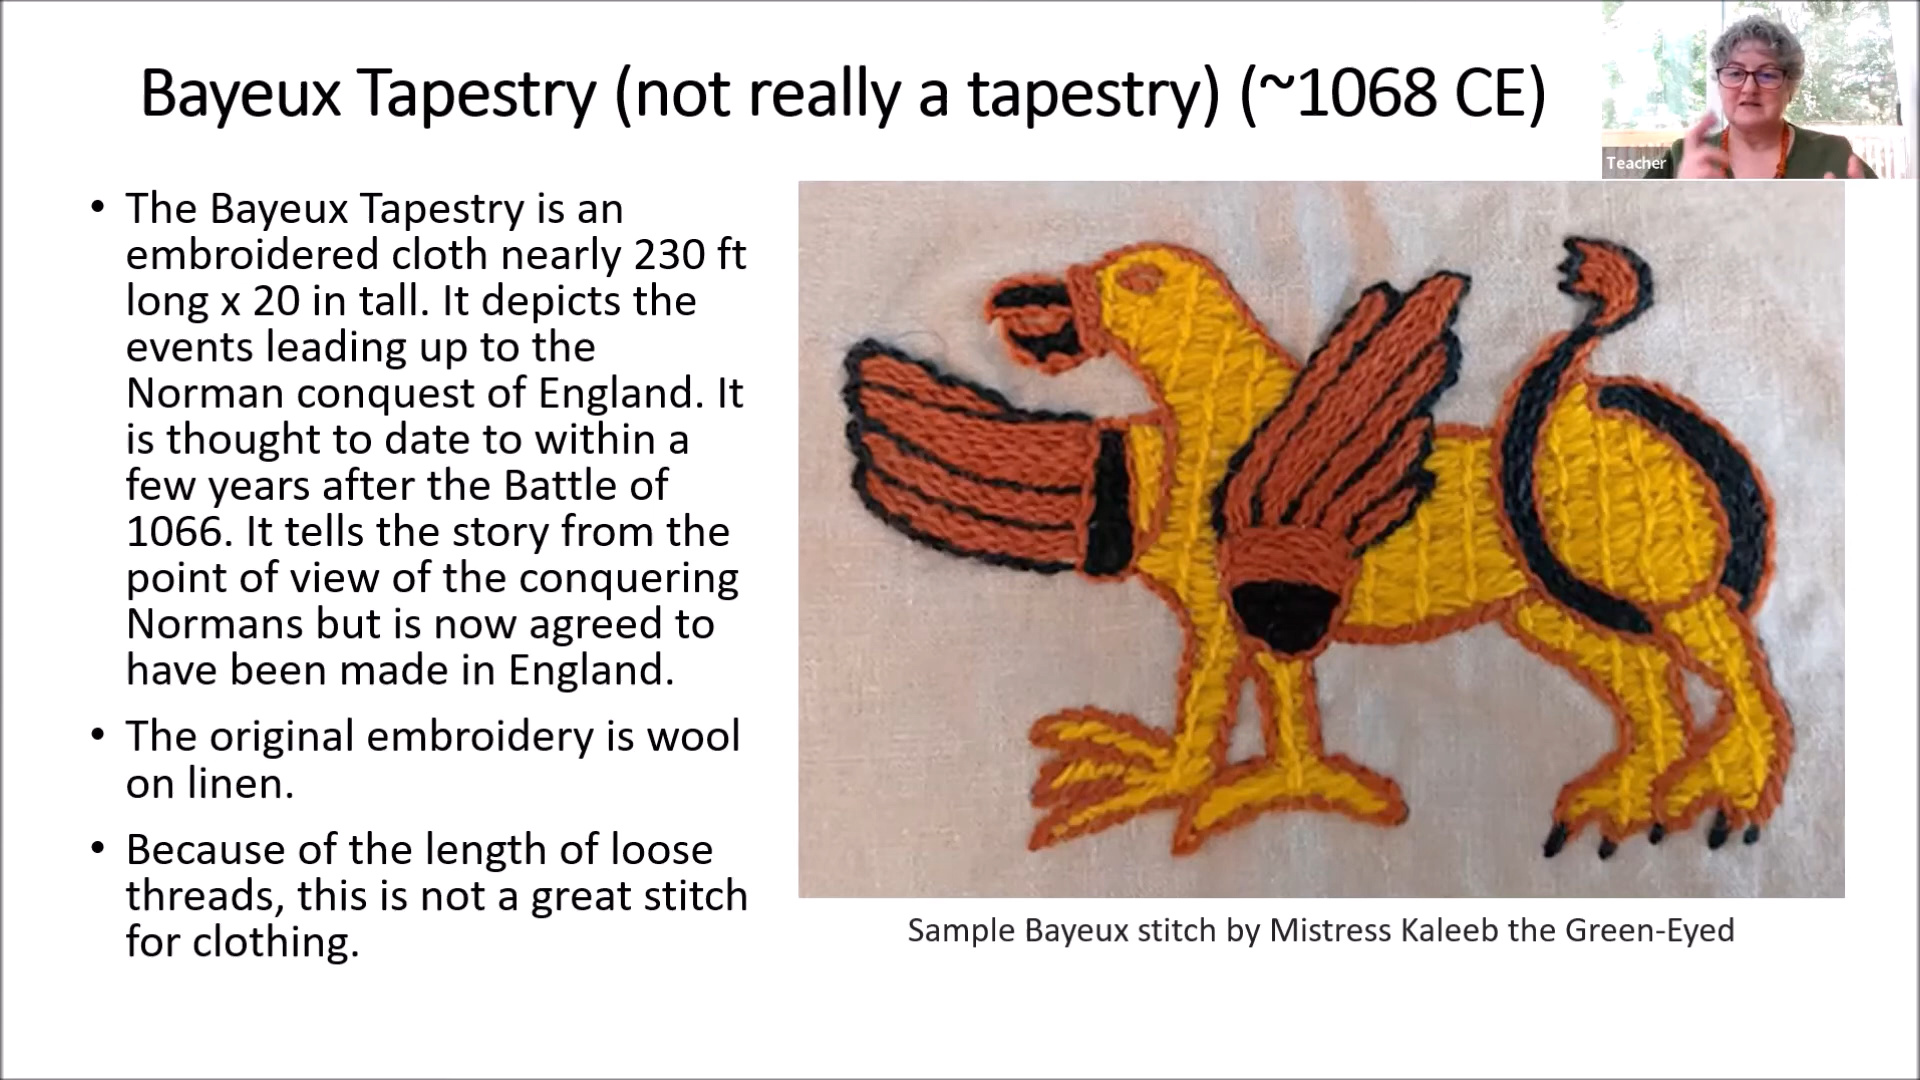 Bayeux Tapestry (not really a tapestry) (~1068 CE)
Teacher
• The Bayeux Tapestry is an
embroidered cloth nearly 230 ft
long x 20 in tall. It depicts the
events leading up to the
Norman conquest of England. It
is thought to date to within a
few years after the Battle of
1066. It tells the story from the
point of view of the conquering
Normans but is now agreed to
have been made in England.
• The original embroidery is wool
on linen.
• Because of the length of loose
threads, this is not a great stitch
for clothing.
Sample Bayeux stitch by Mistress Kaleeb the Green-Eyed